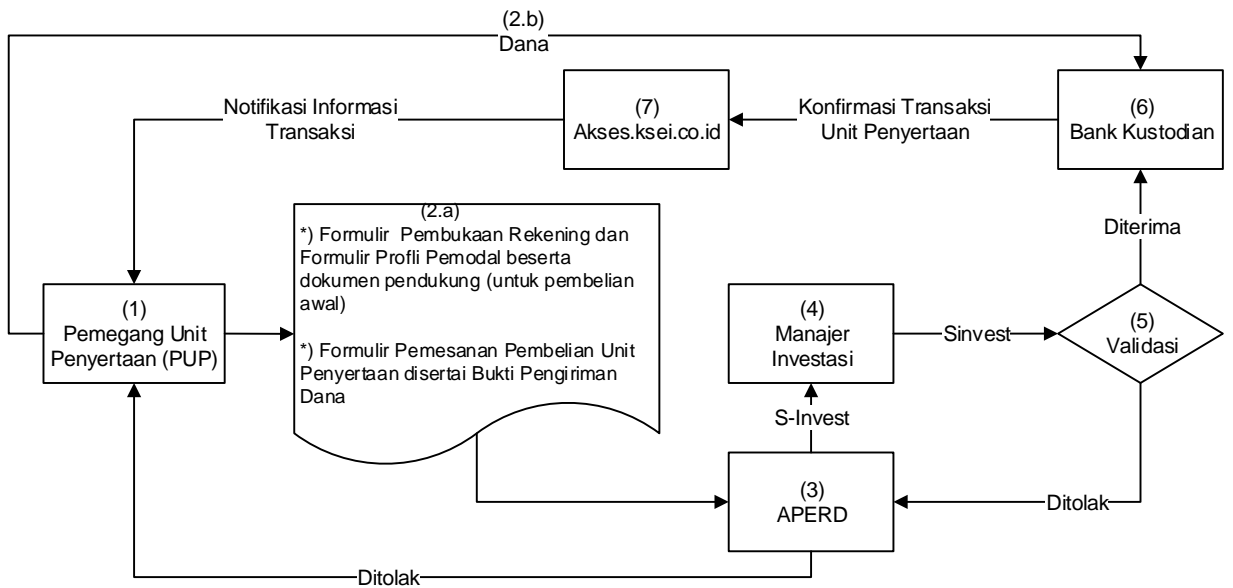 (2.b)
Dana
Notifikasi Informasi
Transaksi
(7)
Akses.ksei.co.id
Konfirmasi Transaksi
Unit Penyertaan
(6)
Bank Kustodian
(2.a)
*) Formulir Pembukaan Rekening dan
Formulir Profli Pemodal beserta
dokumen pendukung (untuk pembelian
awal)
*) Formulir Pemesanan Pembelian Unit
Penyertaan disertai Bukti Pengiriman
Dana
Diterima
(1)
Pemegang Unit
Penyertaan (PUP)
(4)
Manajer
Investasi
Sinvest
(5)
Validasi
S-Invest
(3)
APERD
Ditolak
Ditolak